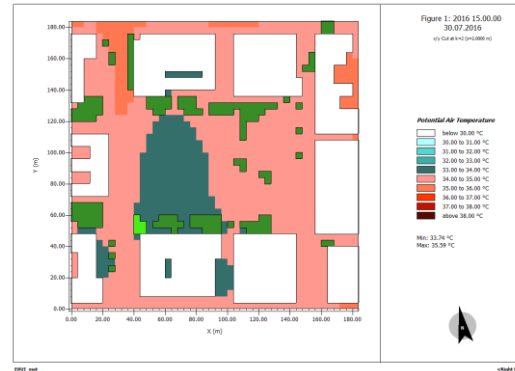 Figure 1: 2016 15.00.00
30.07.2016
x/y Cut at k=2 (z=3.0000 m)
180.00
160.00
140.00
120.00
100.00
80.00
60.00
40.00
20.00
0.00
Y (m)
0.00 20.00 40.00 60.00 80.00 100.00 120.00 140.00 160.00 180.00
X (m)
Potential Air Temperature
below 30.00 °C
30.00 to 31.00 °C
31.00 to 32.00 °C
32.00 to 33.00 °C
33.00 to 34.00 °C
34.00 to 35.00 °C
35.00 to 36.00 °C
36.00 to 37.00 °C
37.00 to 38.00 °C
above 38.00 °C
Min: 33.74 °C
Max: 35.59 °C
N